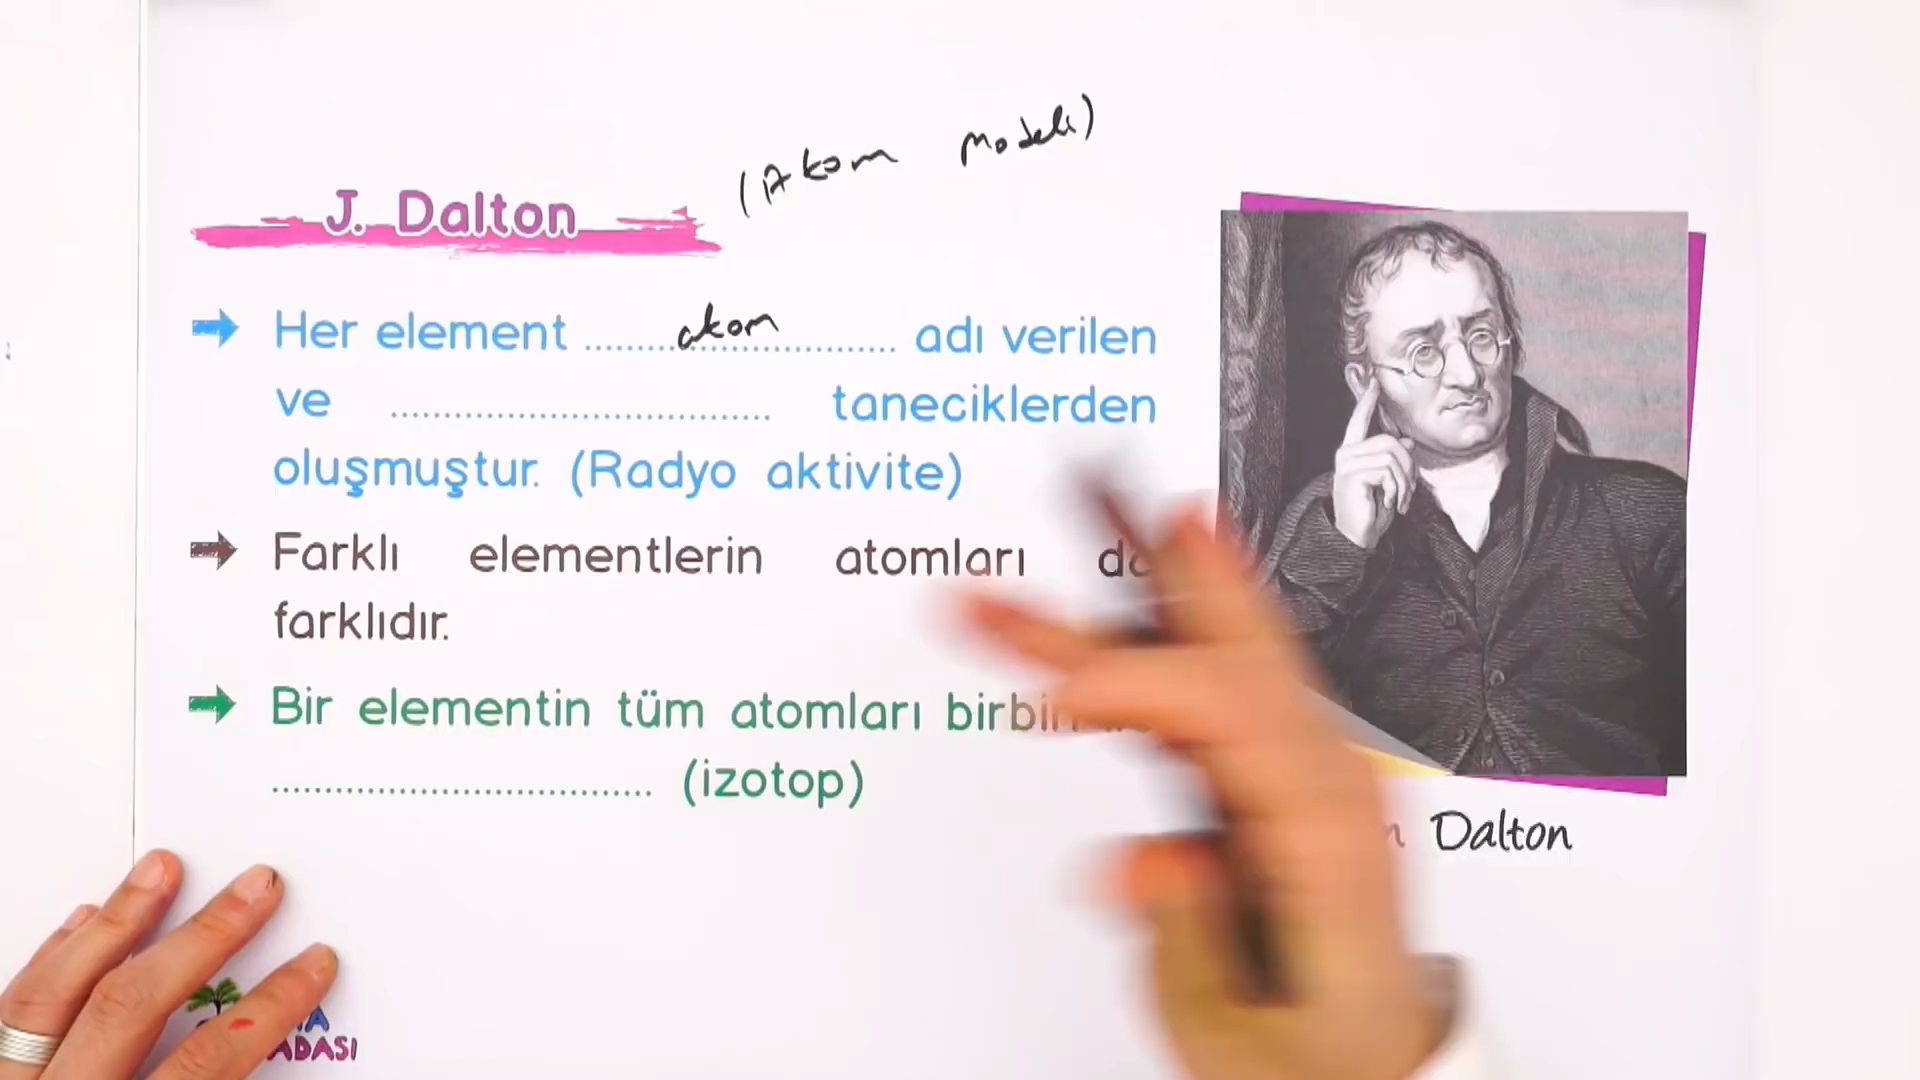 (Atom Modeli)
J. Dalton
Her element ........atom............ adı verilen
ve .................................... taneciklerden
oluşmuştur. (Radyo aktivite)
Farklı elementlerin atomları
farklıdır.
Bir elementin tüm atomları
.................................... (izotop)
Dalton
ADASI